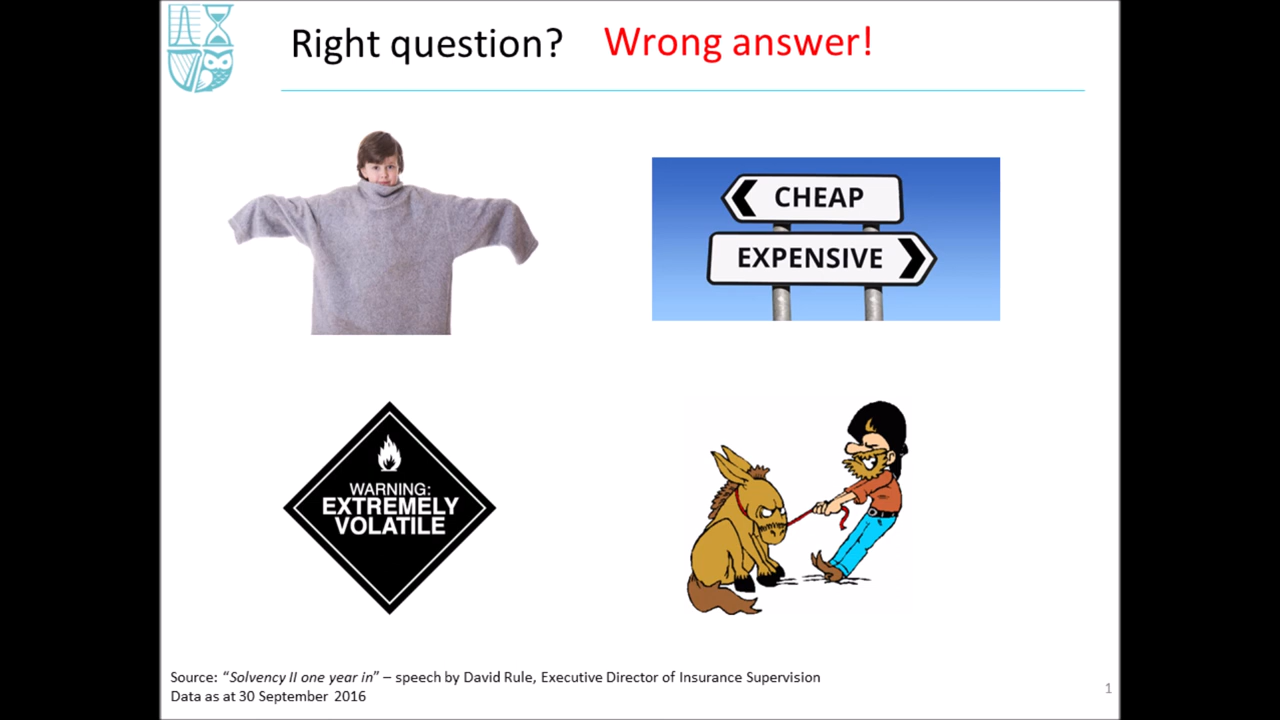 Right question? Wrong answer!
CHEAP
EXPENSIVE
WARNING:
EXTREMELY
VOLATILE
Source: “Solvency II one year in” – speech by David Rule, Executive Director of Insurance Supervision
Data as at 30 September 2016
1